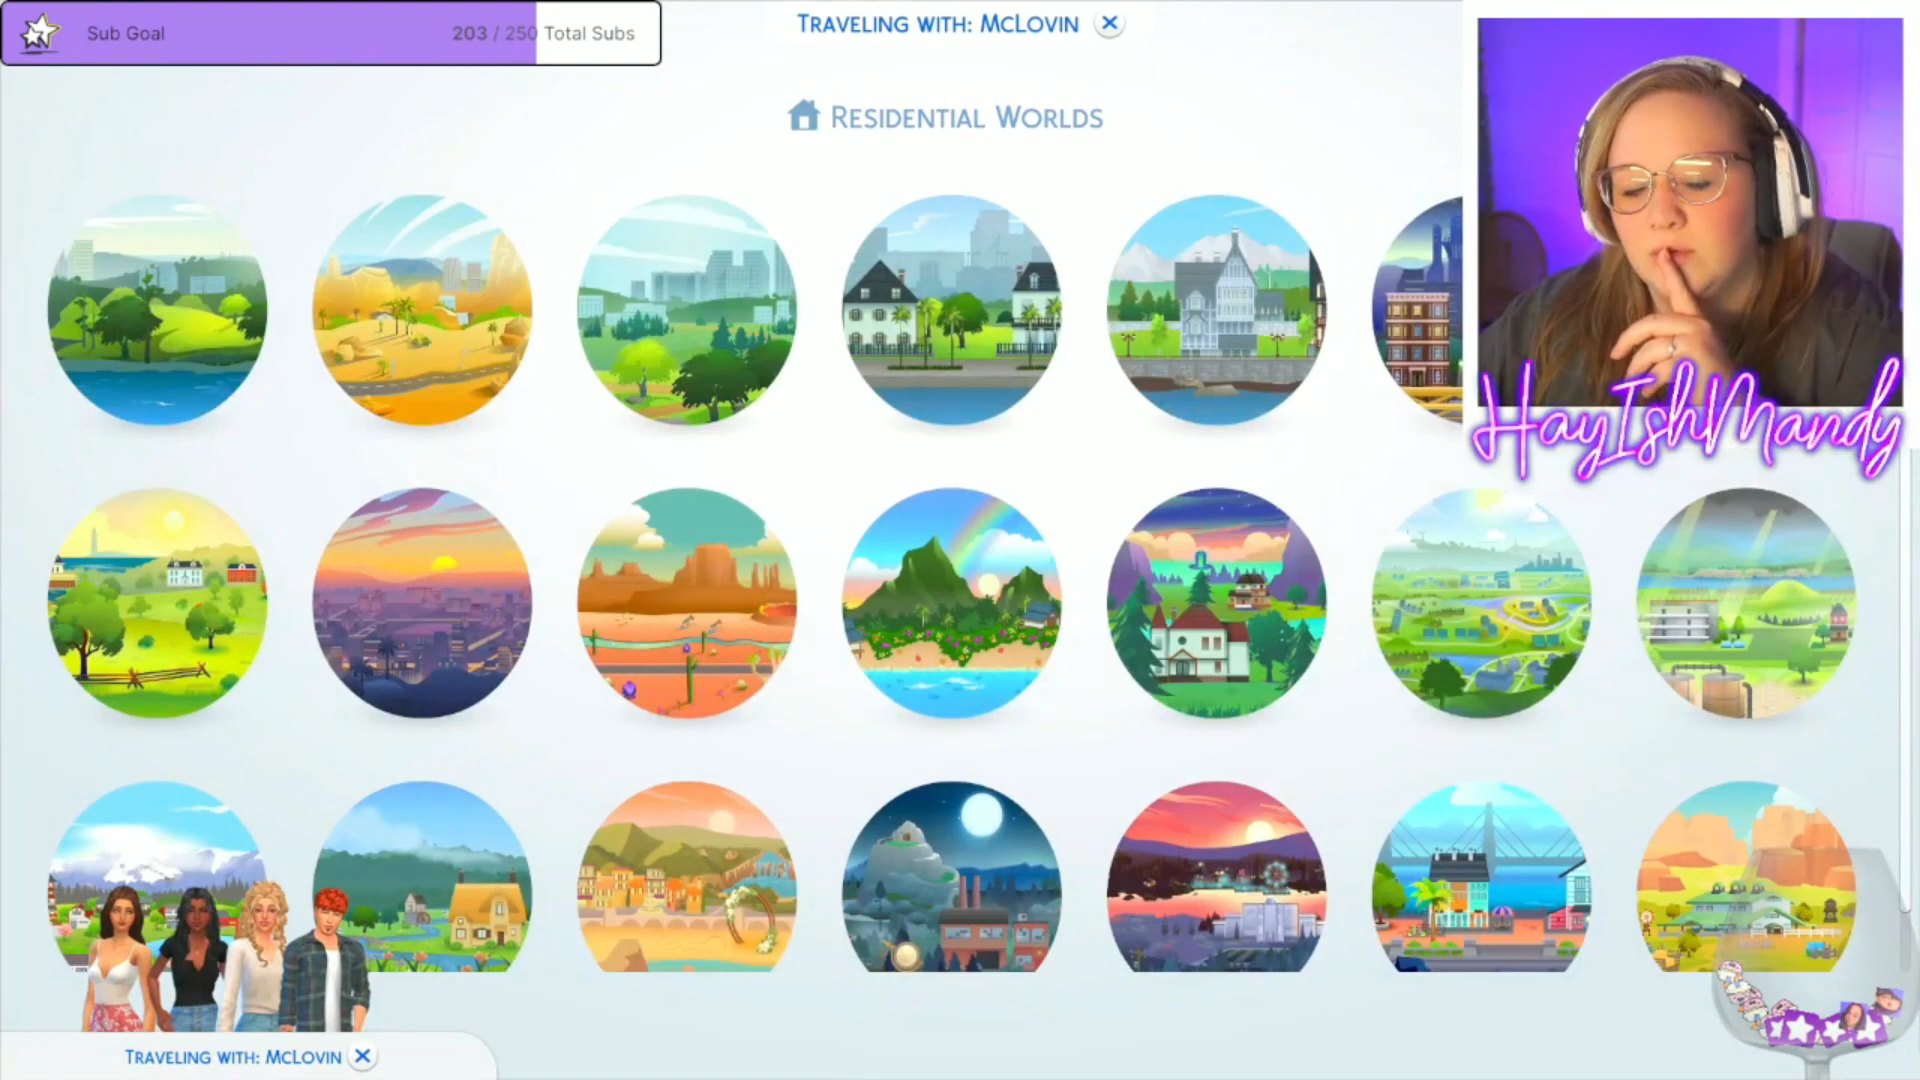 Sub Goal
203 / 250 Total Subs
TRAVELING WITH: MCLOVIN
RESIDENTIAL WORLDS
HayIshMandy
TRAVELING WITH: MCLOVIN